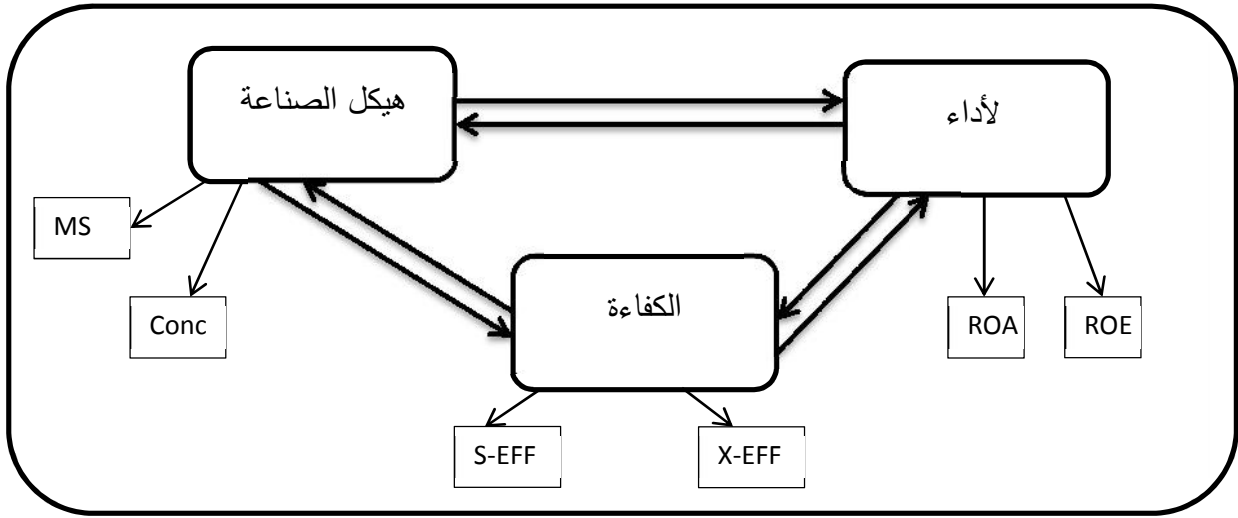 هيكل الصناعة
لأداء
MS
الكفاءة
Conc
ROA
ROE
S-EFF
X-EFF